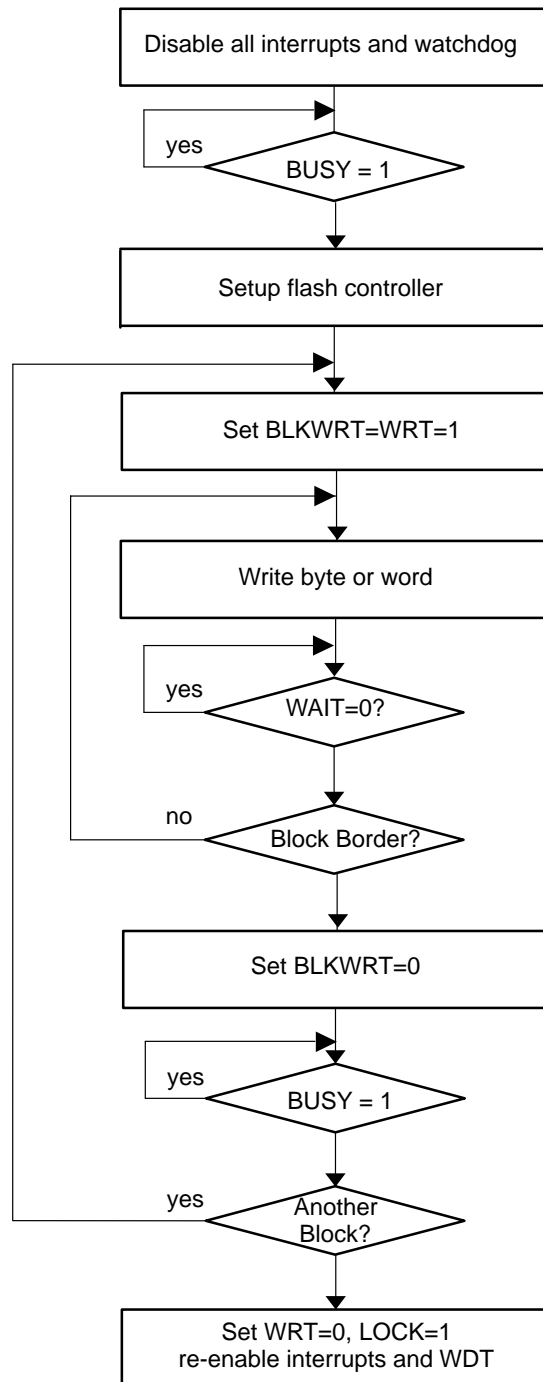 Disable all interrupts and watchdog
yes
BUSY = 1
Setup flash controller
Set BLKWRT=WRT=1
Write byte or word
yes
WAIT=0?
no
Block Border?
Set BLKWRT=0
yes
BUSY = 1
yes
Another
Block?
Set WRT=0, LOCK=1
re-enable interrupts and WDT